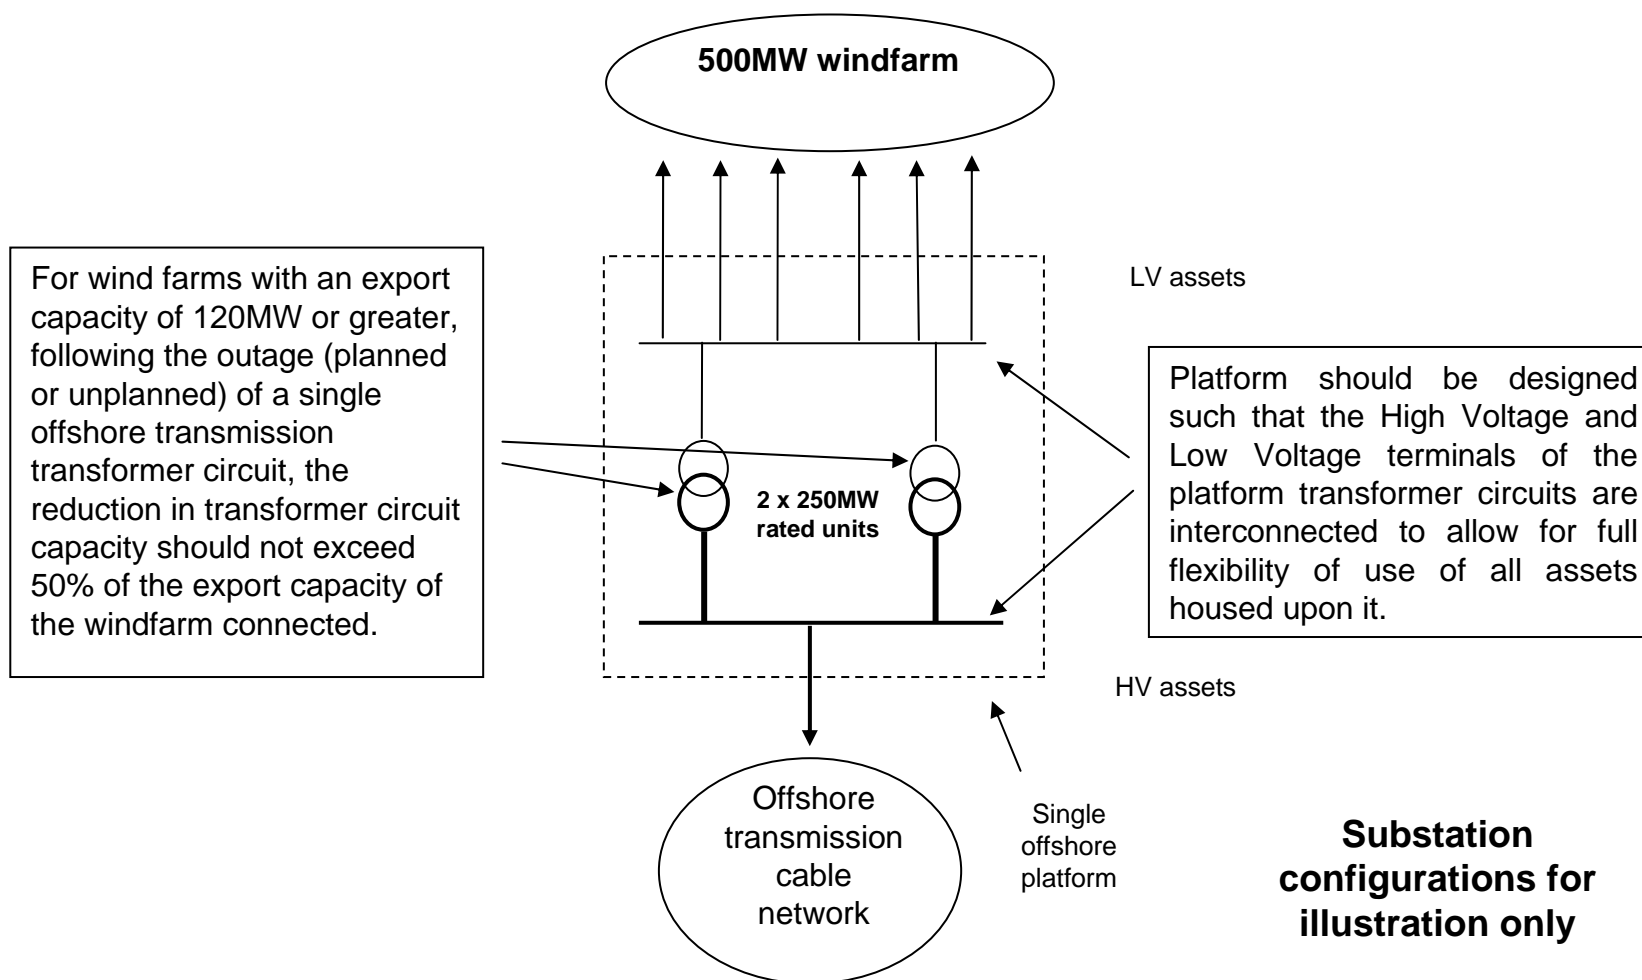 500MW windfarm
For wind farms with an export
capacity of 120MW or greater,
following the outage (planned
or unplanned) of a single
offshore transmission
transformer circuit, the
reduction in transformer circuit
capacity should not exceed
50% of the export capacity of
the windfarm connected.
2 x 250MW
rated units
LV assets
Platform should be designed
such that the High Voltage and
Low Voltage terminals of the
platform transformer circuits are
interconnected to allow for full
flexibility of use of all assets
housed upon it.
HV assets
Offshore
transmission
cable
network
Single
offshore
platform
Substation
configurations for
illustration only